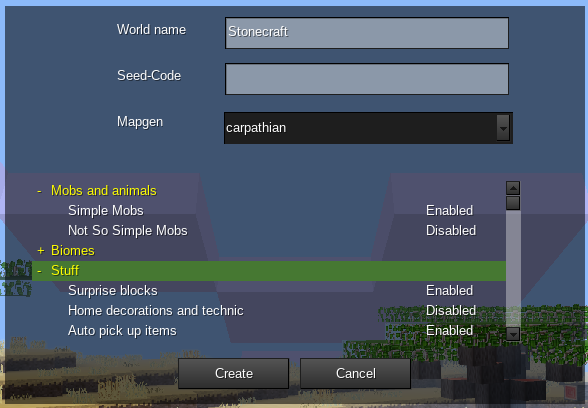 World name Stonecraft
Seed-Code
Mapgen carpathian
- Mobs and animals
Simple Mobs Enabled
Not So Simple Mobs Disabled
+ Biomes
- Stuff
Surprise blocks Enabled
Home decorations and technic Disabled
Auto pick up items Enabled
Create Cancel